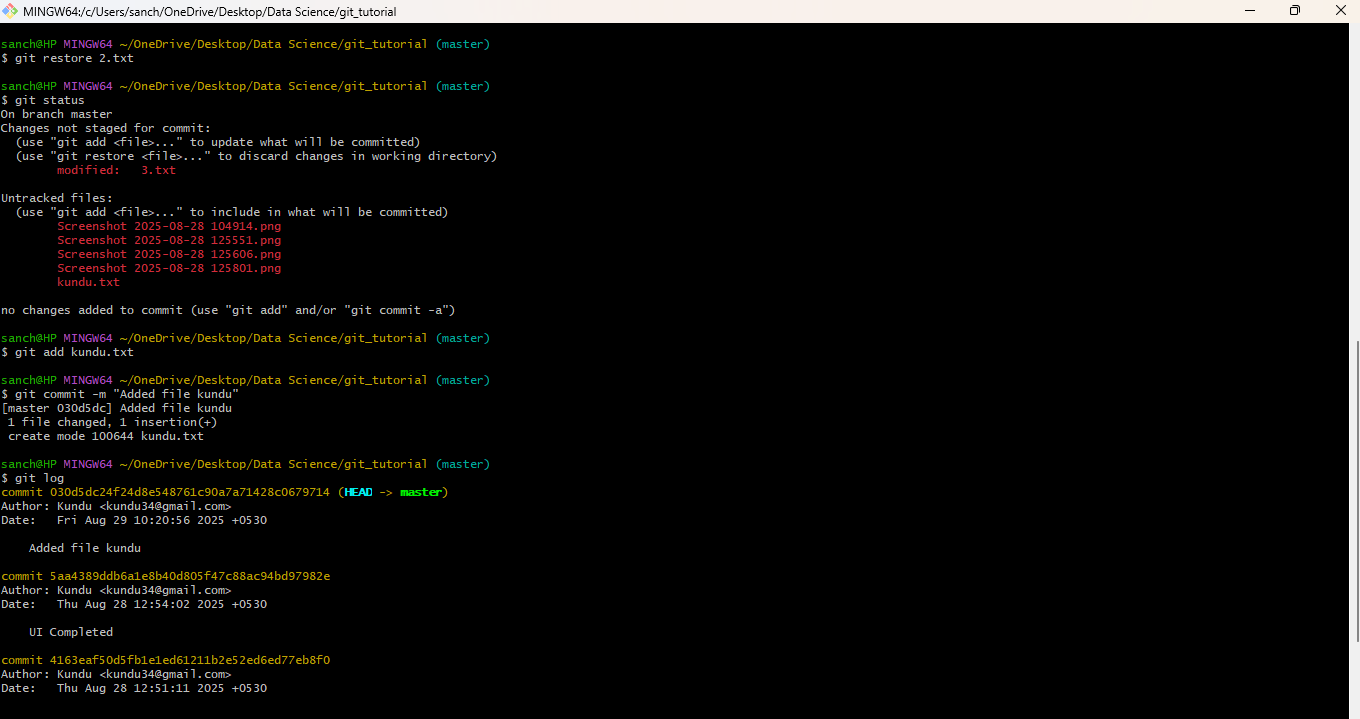 MINGW64:/c/Users/sanch/OneDrive/Desktop/Data Science/git_tutorial
sanch@HP MINGW64 ~/OneDrive/Desktop/Data Science/git_tutorial (master)
$ git restore 2.txt
sanch@HP MINGW64 ~/OneDrive/Desktop/Data Science/git_tutorial (master)
$ git status
On branch master
Changes not staged for commit:
  (use "git add <file>..." to update what will be committed)
  (use "git restore <file>..." to discard changes in working directory)
        modified:   3.txt
Untracked files:
  (use "git add <file>..." to include in what will be committed)
        Screenshot 2025-08-28 104914.png
        Screenshot 2025-08-28 125551.png
        Screenshot 2025-08-28 125606.png
        Screenshot 2025-08-28 125801.png
        kundu.txt
no changes added to commit (use "git add" and/or "git commit -a")
sanch@HP MINGW64 ~/OneDrive/Desktop/Data Science/git_tutorial (master)
$ git add kundu.txt
sanch@HP MINGW64 ~/OneDrive/Desktop/Data Science/git_tutorial (master)
$ git commit -m "Added file kundu"
[master 030d5dc] Added file kundu
 1 file changed, 1 insertion(+)
 create mode 100644 kundu.txt
sanch@HP MINGW64 ~/OneDrive/Desktop/Data Science/git_tutorial (master)
$ git log
commit 030d5dc24f24d8e548761c90a7a71428c0679714 (HEAD -> master)
Author: Kundu <kundu34@gmail.com>
Date:   Fri Aug 29 10:20:56 2025 +0530
    Added file kundu
commit 5aa4389ddb6a1e8b40d805f47c88ac94bd97982e
Author: Kundu <kundu34@gmail.com>
Date:   Thu Aug 28 12:54:02 2025 +0530
    UI Completed
commit 4163eaf50d5fb1e1ed61211b2e52ed6ed77eb8f0
Author: Kundu <kundu34@gmail.com>
Date:   Thu Aug 28 12:51:11 2025 +0530